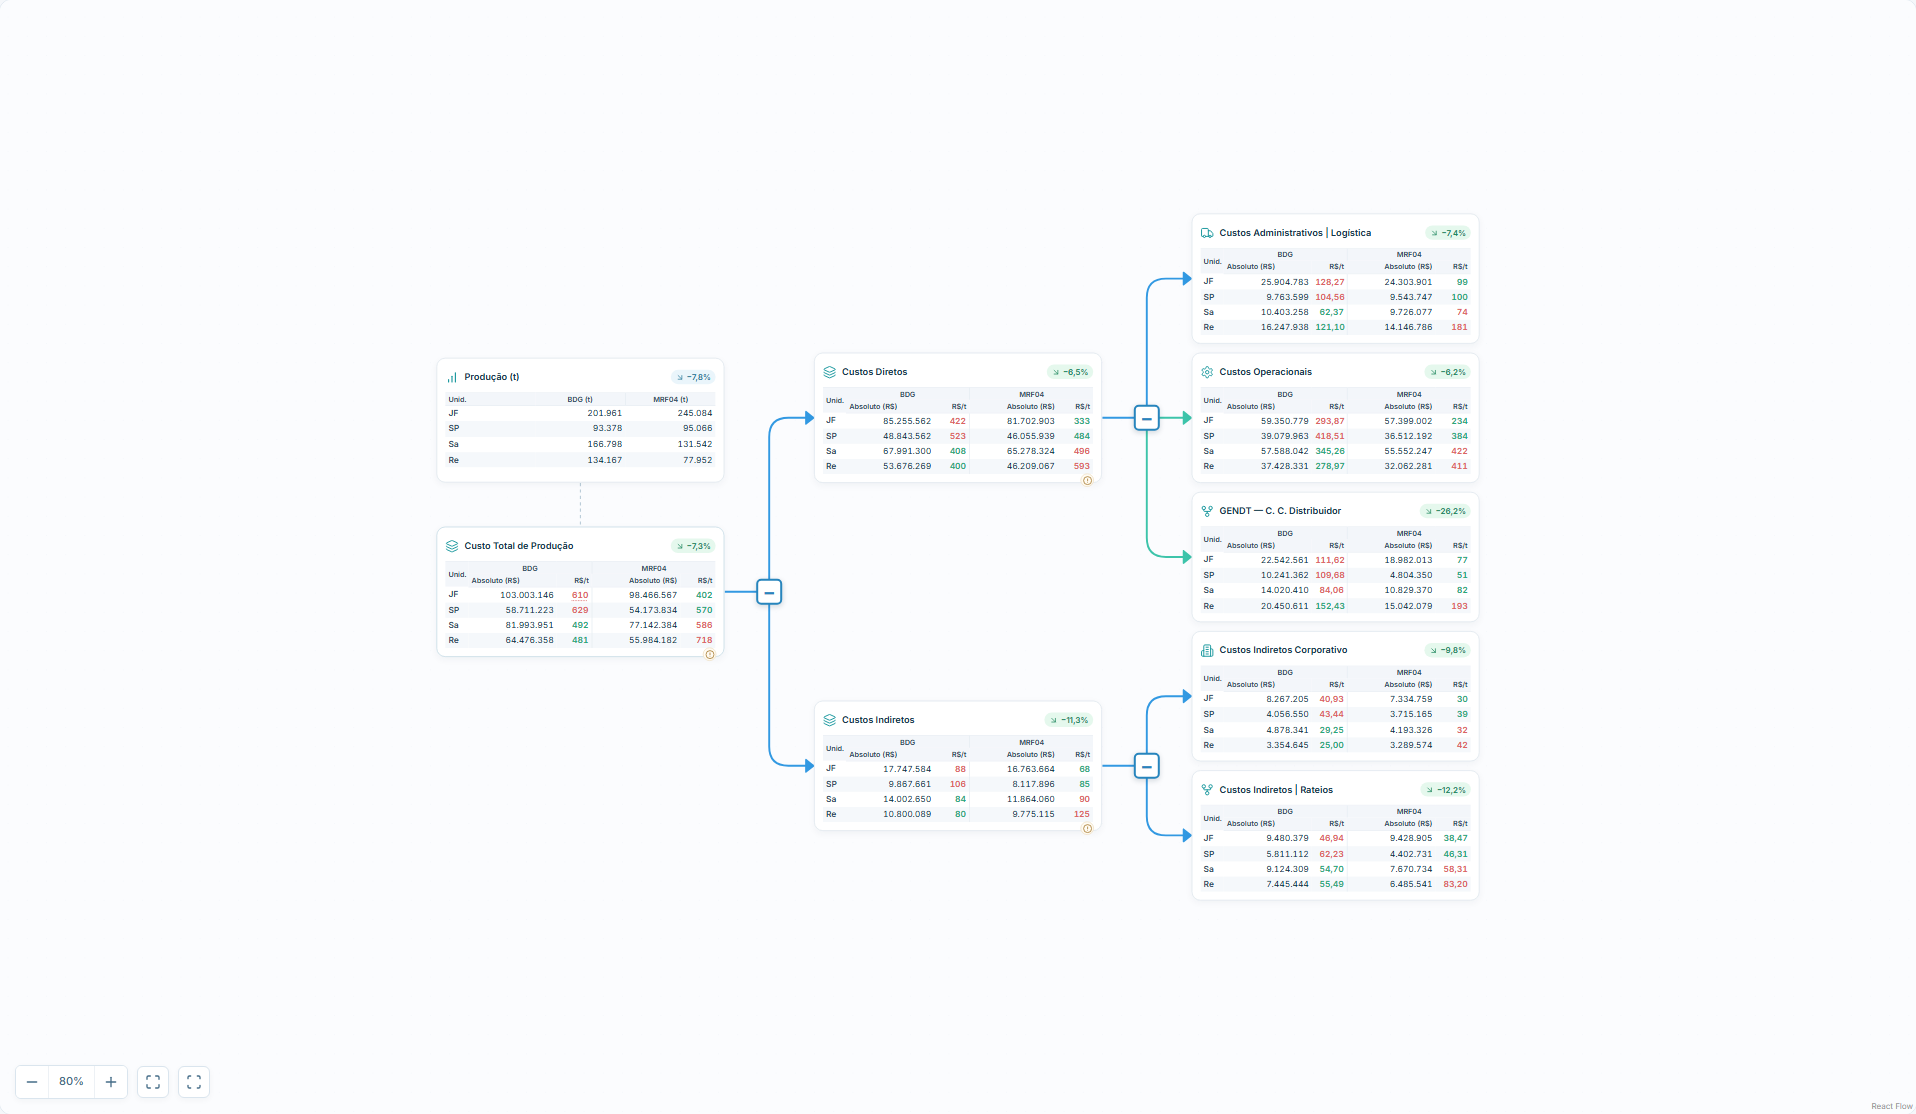 Custos Administrativos | Logística −7,4%
BDG MRF04
Unid. Absoluto (R$) R$/t Absoluto (R$) R$/t
JF 25.904.783 128,27 24.303.901 99
SP 9.763.599 104,56 9.543.747 100
Sa 10.403.258 62,37 9.726.077 74
Re 16.247.938 121,10 14.146.786 181
Produção (t) −7,8%
Unid. BDG (t) MRF04 (t)
JF 201.961 245.084
SP 93.378 95.066
Sa 166.798 131.542
Re 134.167 77.952
Custos Diretos −6,5%
BDG MRF04
Unid. Absoluto (R$) R$/t Absoluto (R$) R$/t
JF 85.255.562 422 81.702.903 333
SP 48.843.562 523 46.055.939 484
Sa 67.991.300 408 65.278.324 496
Re 53.676.269 400 46.209.067 593
Custos Operacionais −6,2%
BDG MRF04
Unid. Absoluto (R$) R$/t Absoluto (R$) R$/t
JF 59.350.779 293,87 57.399.002 234
SP 39.079.963 418,51 36.512.192 384
Sa 57.588.042 345,26 55.552.247 422
Re 37.428.331 278,97 32.062.281 411
GENDT — C. C. Distribuidor −26,2%
BDG MRF04
Unid. Absoluto (R$) R$/t Absoluto (R$) R$/t
JF 22.542.561 111,62 18.982.013 77
SP 10.241.362 109,68 4.804.350 51
Sa 14.020.410 84,06 10.829.370 82
Re 20.450.611 152,43 15.042.079 193
Custo Total de Produção −7,3%
BDG MRF04
Unid. Absoluto (R$) R$/t Absoluto (R$) R$/t
JF 103.003.146 610 98.466.567 402
SP 58.711.223 629 54.173.834 570
Sa 81.993.951 492 77.142.384 586
Re 64.476.358 481 55.984.182 718
Custos Indiretos Corporativo −9,8%
BDG MRF04
Unid. Absoluto (R$) R$/t Absoluto (R$) R$/t
JF 8.267.205 40,93 7.334.759 30
SP 4.056.550 43,44 3.715.165 39
Sa 4.878.341 29,25 4.193.326 32
Re 3.354.645 25,00 3.289.574 42
Custos Indiretos −11,3%
BDG MRF04
Unid. Absoluto (R$) R$/t Absoluto (R$) R$/t
JF 17.747.584 88 16.763.664 68
SP 9.867.661 106 8.117.896 85
Sa 14.002.650 84 11.864.060 90
Re 10.800.089 80 9.775.115 125
Custos Indiretos | Rateios −12,2%
BDG MRF04
Unid. Absoluto (R$) R$/t Absoluto (R$) R$/t
JF 9.480.379 46,94 9.428.905 38,47
SP 5.811.112 62,23 4.402.731 46,31
Sa 9.124.309 54,70 7.670.734 58,31
Re 7.445.444 55,49 6.485.541 83,20
80%
React Flow